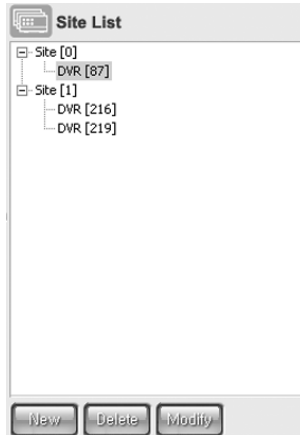 Site List
Site [0]
DVR [87]
Site [1]
DVR [216]
DVR [219]
New Delete Modify